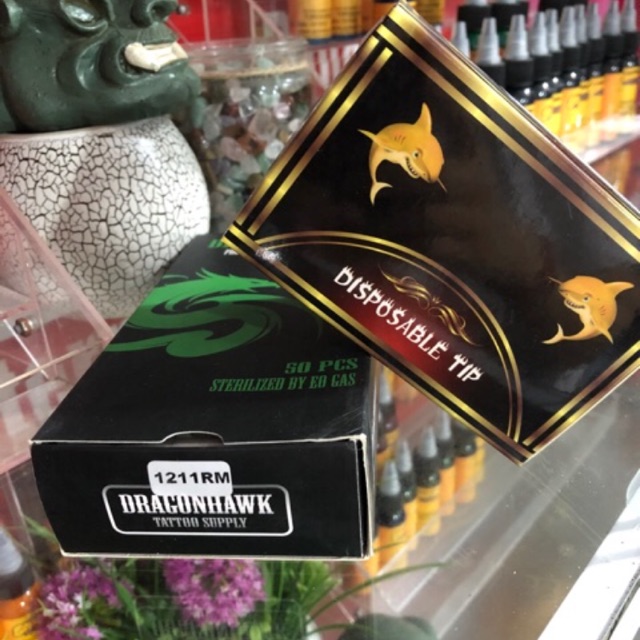 DISPOSABLE TIP
50 PCS
STERILIZED BY EO GAS
1211RM
DRAGONHAWK
TATTOO SUPPLY